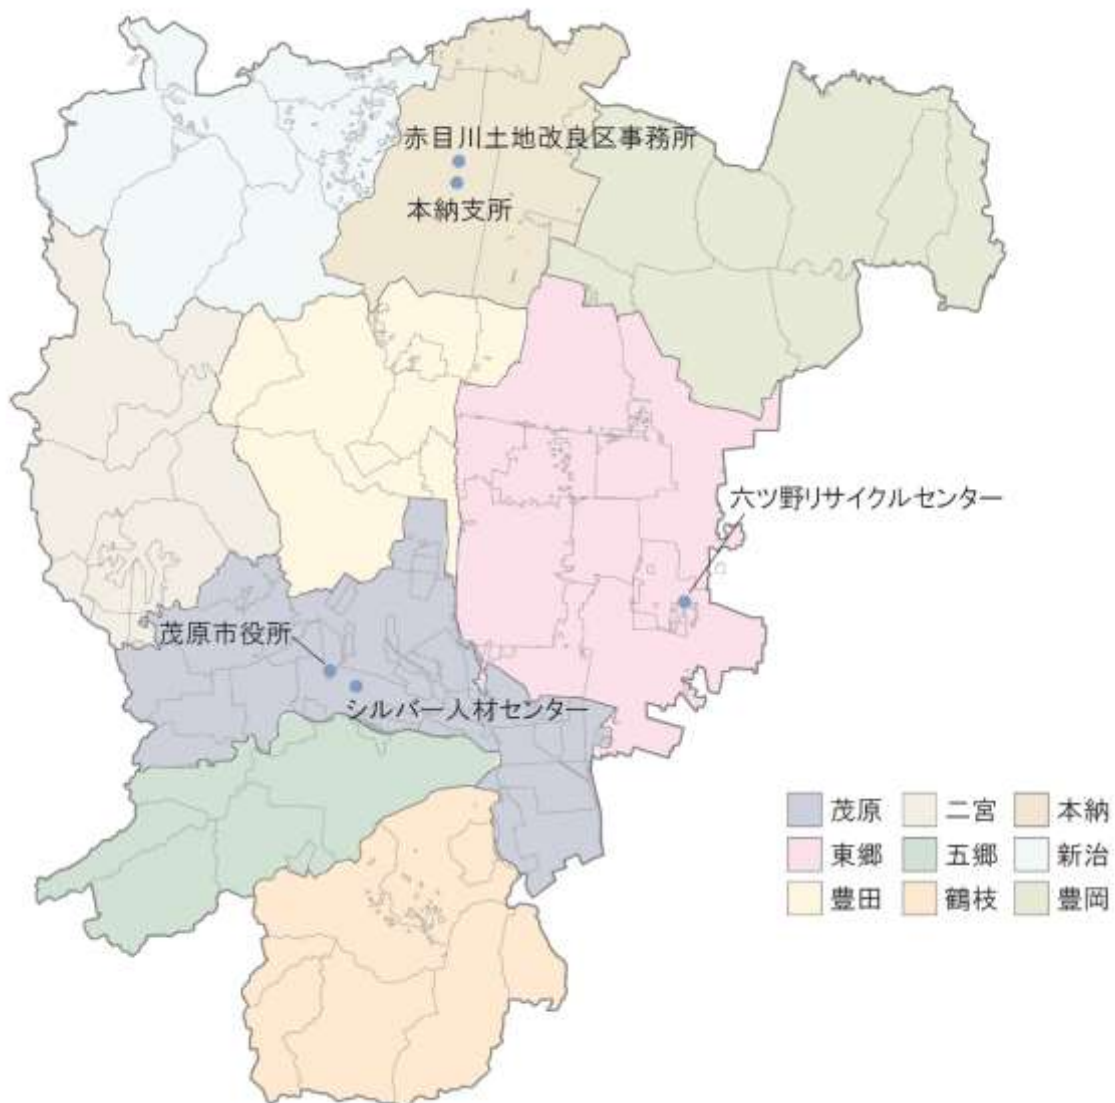 赤目川土地改良区事務所
本納支所
六ツ野リサイクルセンター
茂原市役所
シルバー人材センター
茂原 二宮 本納
東郷 五郷 新治
豊田 鶴枝 豊岡